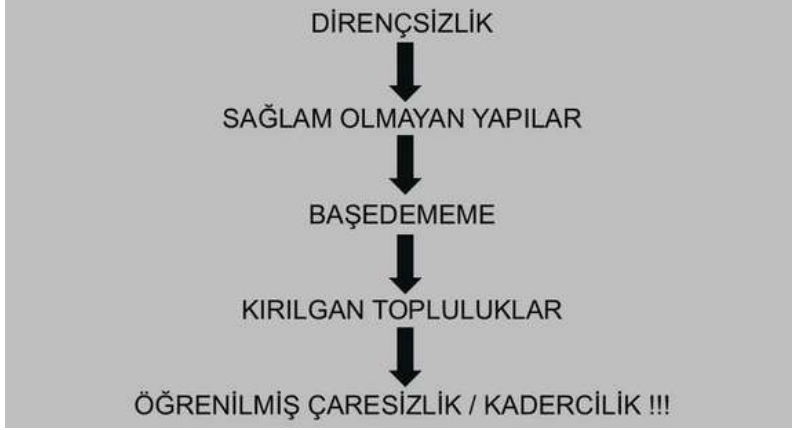 DİRENÇSİZLİK
SAĞLAM OLMAYAN YAPILAR
BAŞEDEMEME
KIRILGAN TOPLULUKLAR
ÖĞRENİLMİŞ ÇARESİZLİK / KADERCİLİK !!!